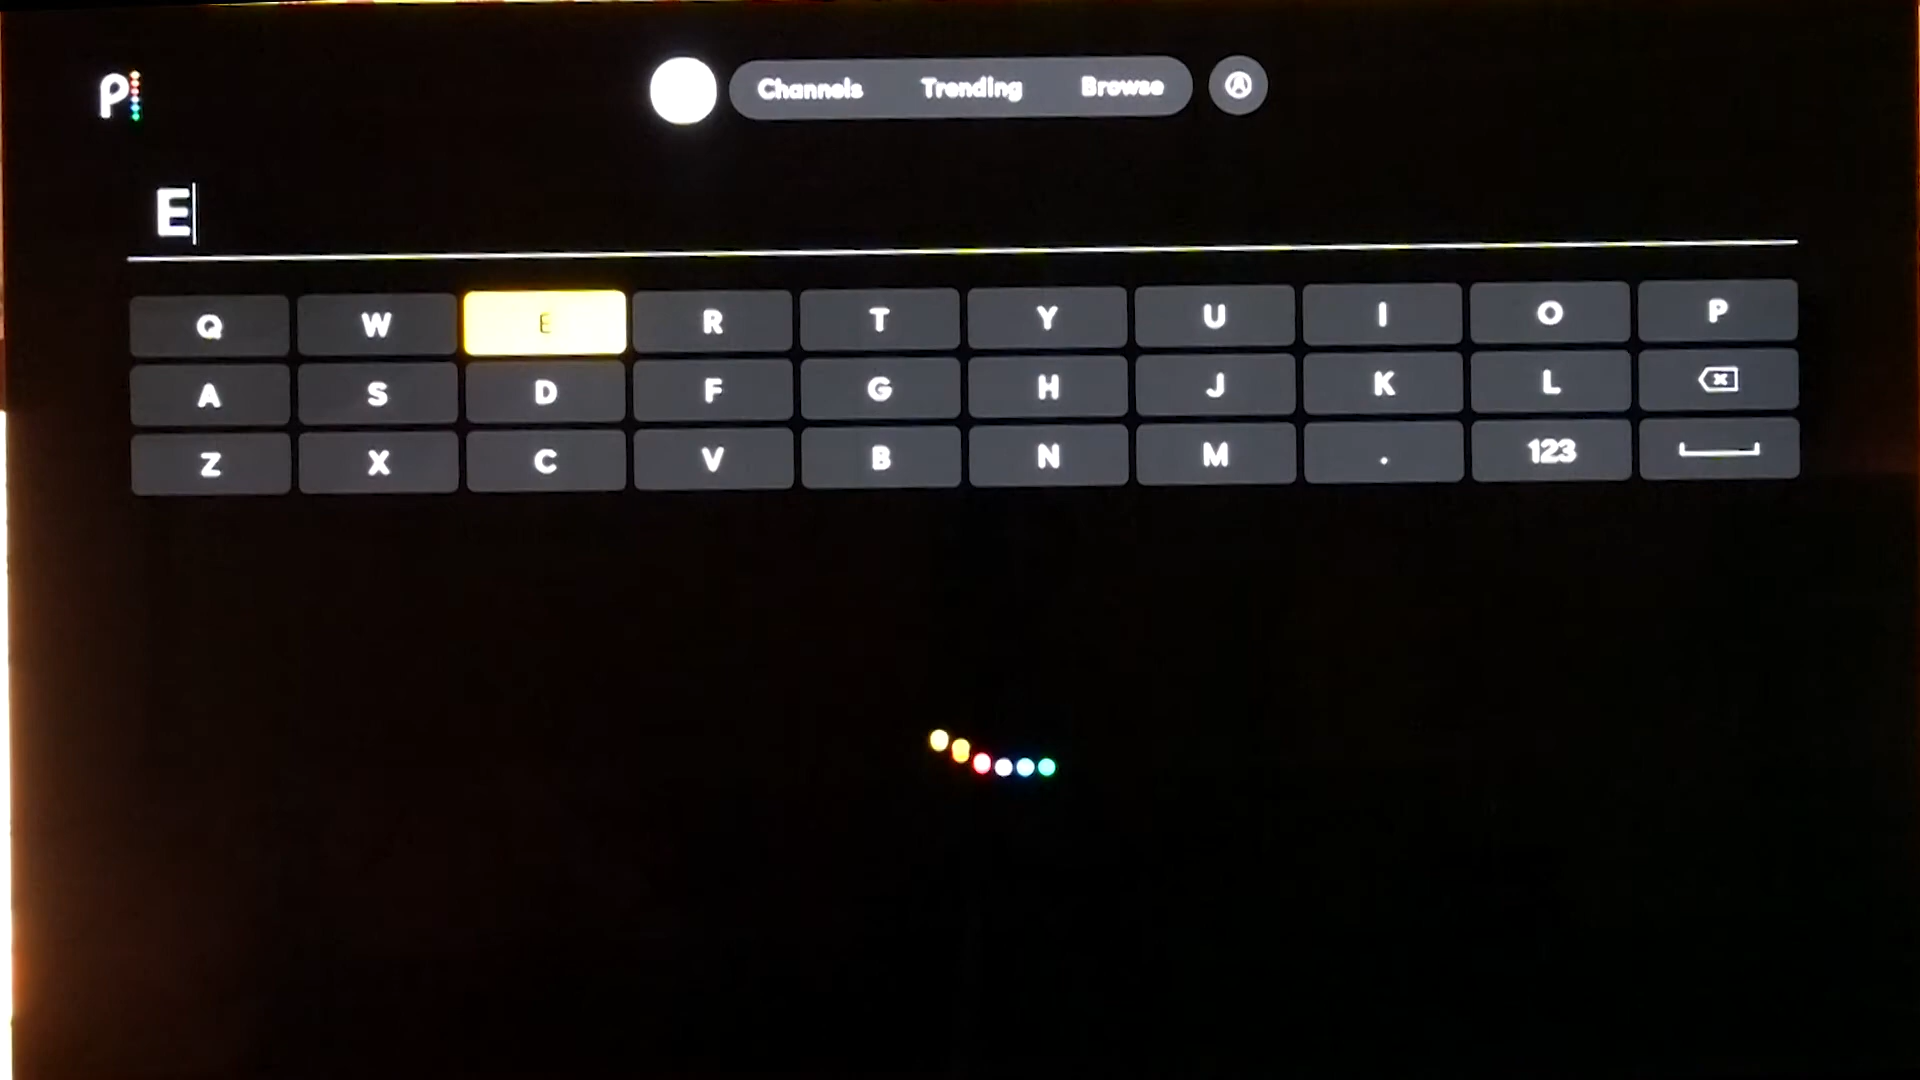 P
Channels Trending Browse
E
Q W E R T Y U I O P
A S D F G H J K L
Z X C V B N M . 123